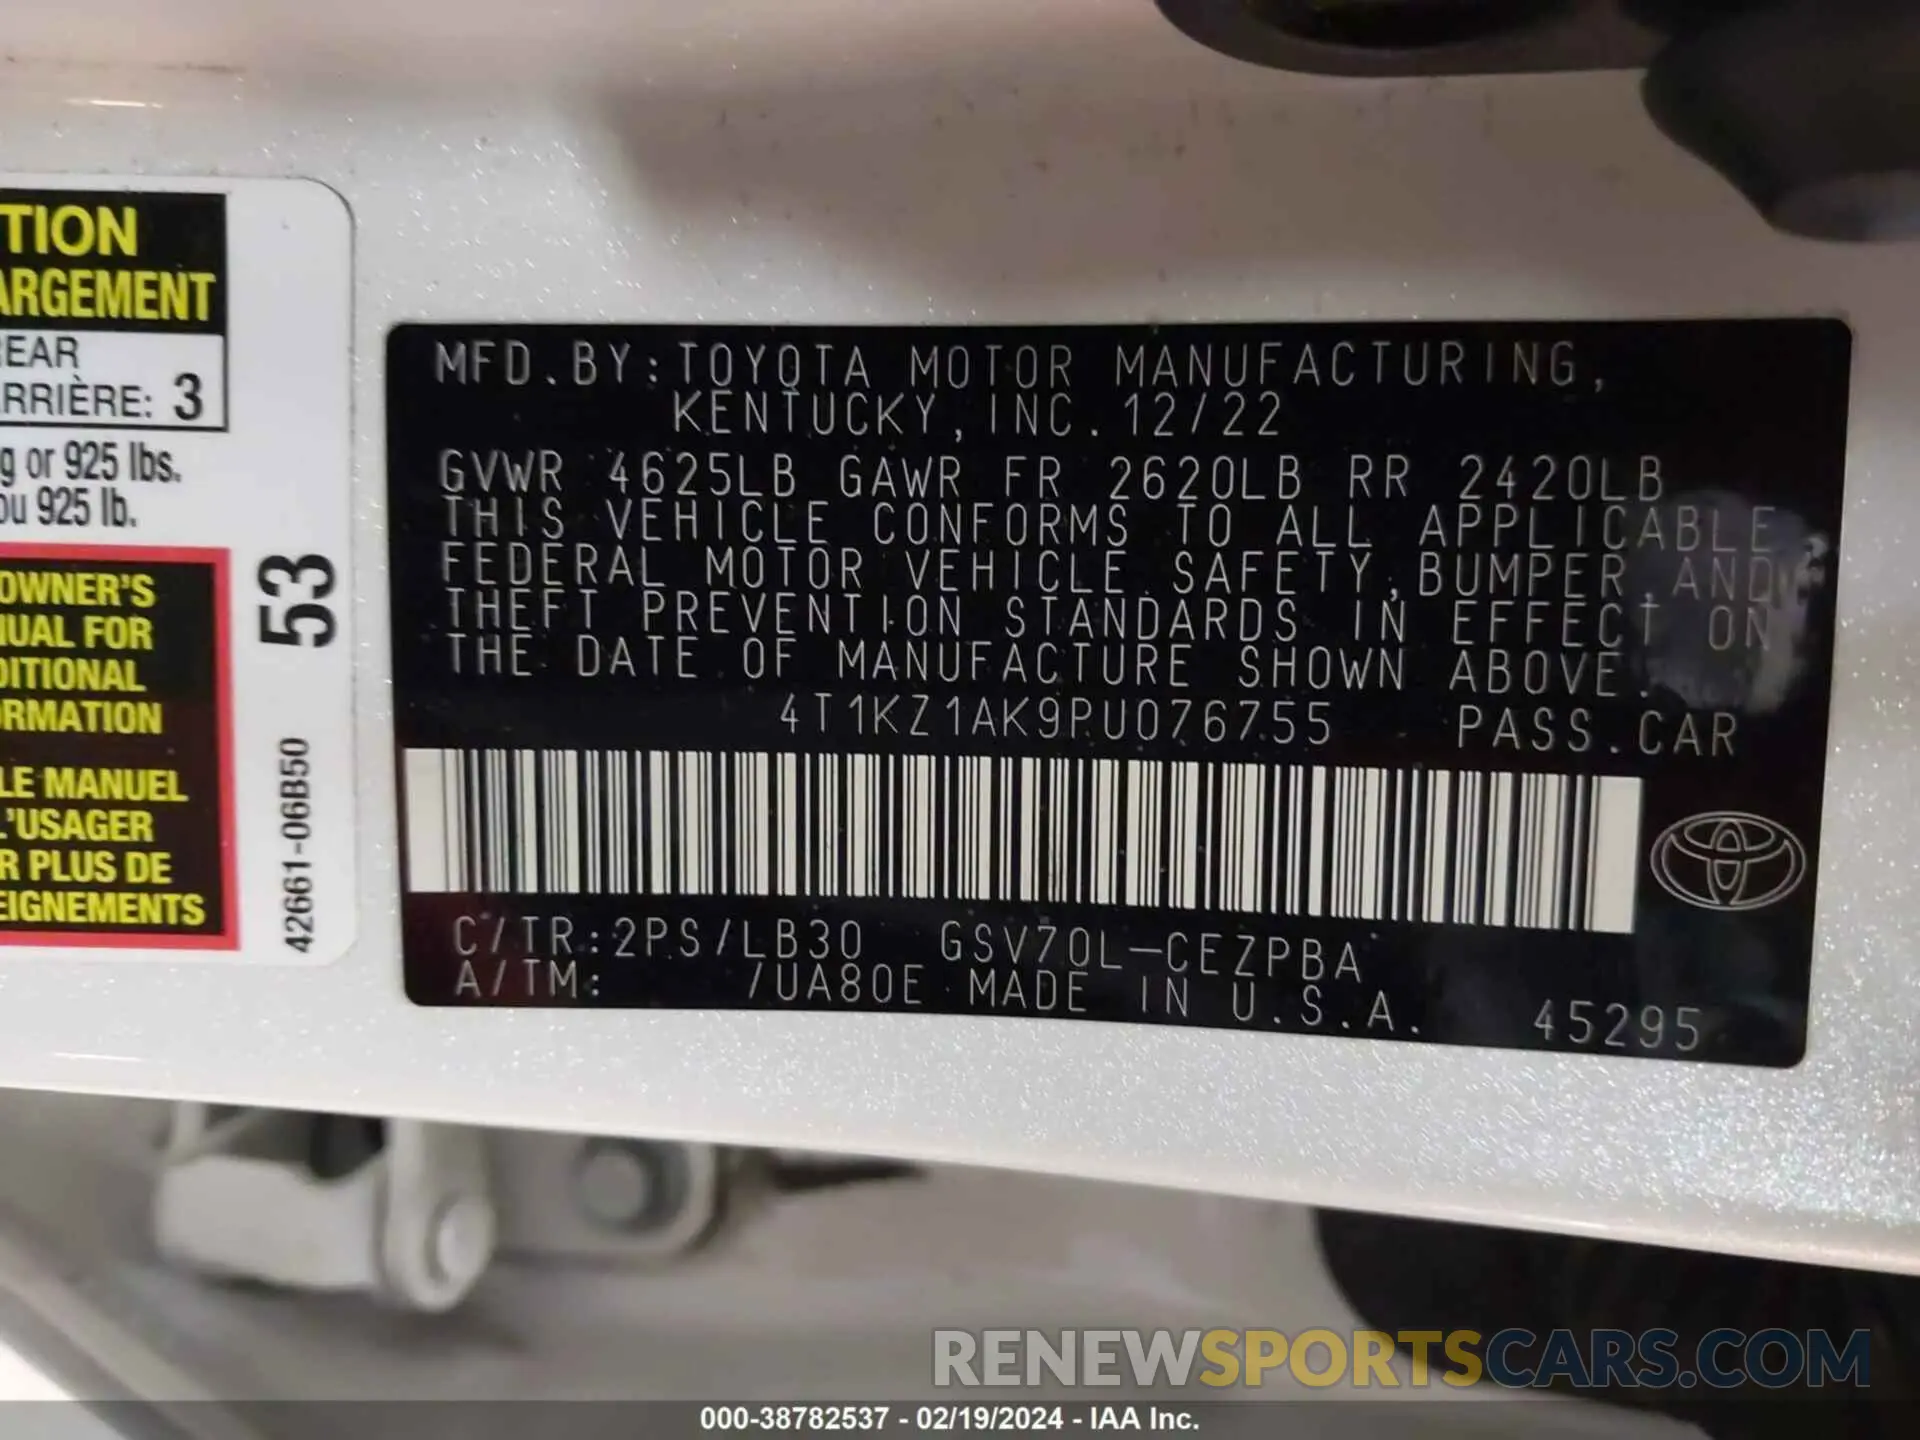 TION
ARGEMENT
REAR
ARRIÈRE: 3
g or 925 lbs.
ou 925 lb.
OWNER'S
NUAL FOR
DITIONAL
ORMATION
LE MANUEL
L'USAGER
R PLUS DE
EIGNEMENTS
53
42661-06B50
MFD.BY:TOYOTA MOTOR MANUFACTURING,
KENTUCKY, INC. 12/22
GVWR 4625LB GAWR FR 2620LB RR 2420LB
THIS VEHICLE CONFORMS TO ALL APPLICABLE
FEDERAL MOTOR VEHICLE SAFETY,BUMPER,AND
THEFT PREVENTION STANDARDS IN EFFECT ON
THE DATE OF MANUFACTURE SHOWN ABOVE.
4T1KZ1AK9PU076755 PASS.CAR
C/TR:2PS/LB30 GSV70L-CEZPBA
A/TM: /UA80E MADE IN U.S.A. 45295
RENEWSPORTSCARS.COM
000-38782537 - 02/19/2024 - IAA Inc.